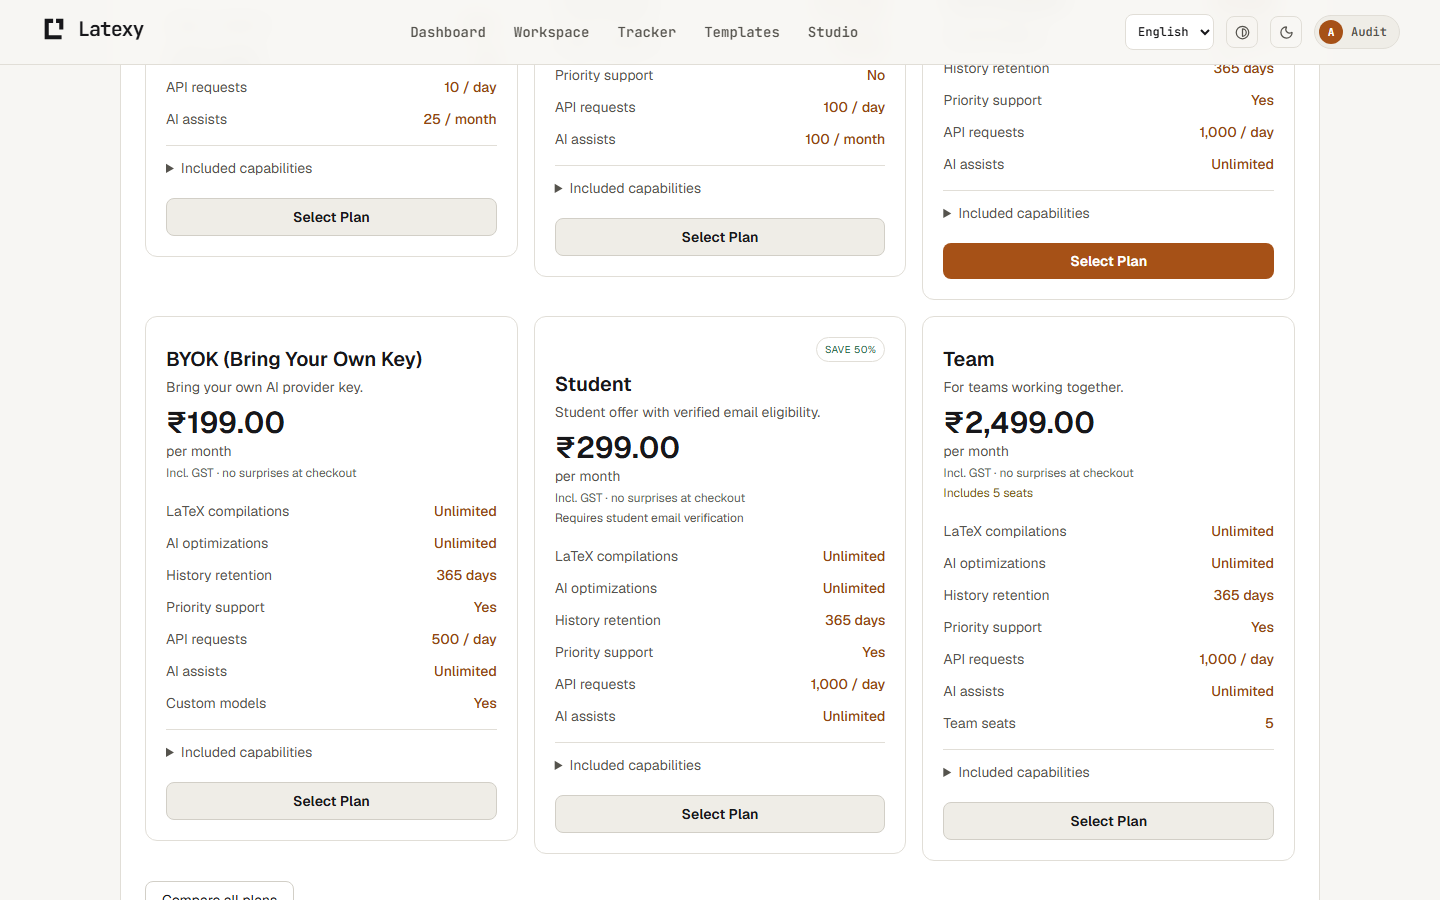 Latexy
Dashboard
Workspace
Tracker
Templates
Studio
English
A
Audit
API requests 10 / day
AI assists 25 / month
Included capabilities
Select Plan
Priority support No
API requests 100 / day
AI assists 100 / month
Included capabilities
Select Plan
History retention 365 days
Priority support Yes
API requests 1,000 / day
AI assists Unlimited
Included capabilities
Select Plan
BYOK (Bring Your Own Key)
Bring your own AI provider key.
₹199.00
per month
Incl. GST · no surprises at checkout
LaTeX compilations Unlimited
AI optimizations Unlimited
History retention 365 days
Priority support Yes
API requests 500 / day
AI assists Unlimited
Custom models Yes
Included capabilities
Select Plan
SAVE 50%
Student
Student offer with verified email eligibility.
₹299.00
per month
Incl. GST · no surprises at checkout
Requires student email verification
LaTeX compilations Unlimited
AI optimizations Unlimited
History retention 365 days
Priority support Yes
API requests 1,000 / day
AI assists Unlimited
Included capabilities
Select Plan
Team
For teams working together.
₹2,499.00
per month
Incl. GST · no surprises at checkout
Includes 5 seats
LaTeX compilations Unlimited
AI optimizations Unlimited
History retention 365 days
Priority support Yes
API requests 1,000 / day
AI assists Unlimited
Team seats 5
Included capabilities
Select Plan
Compare all plans